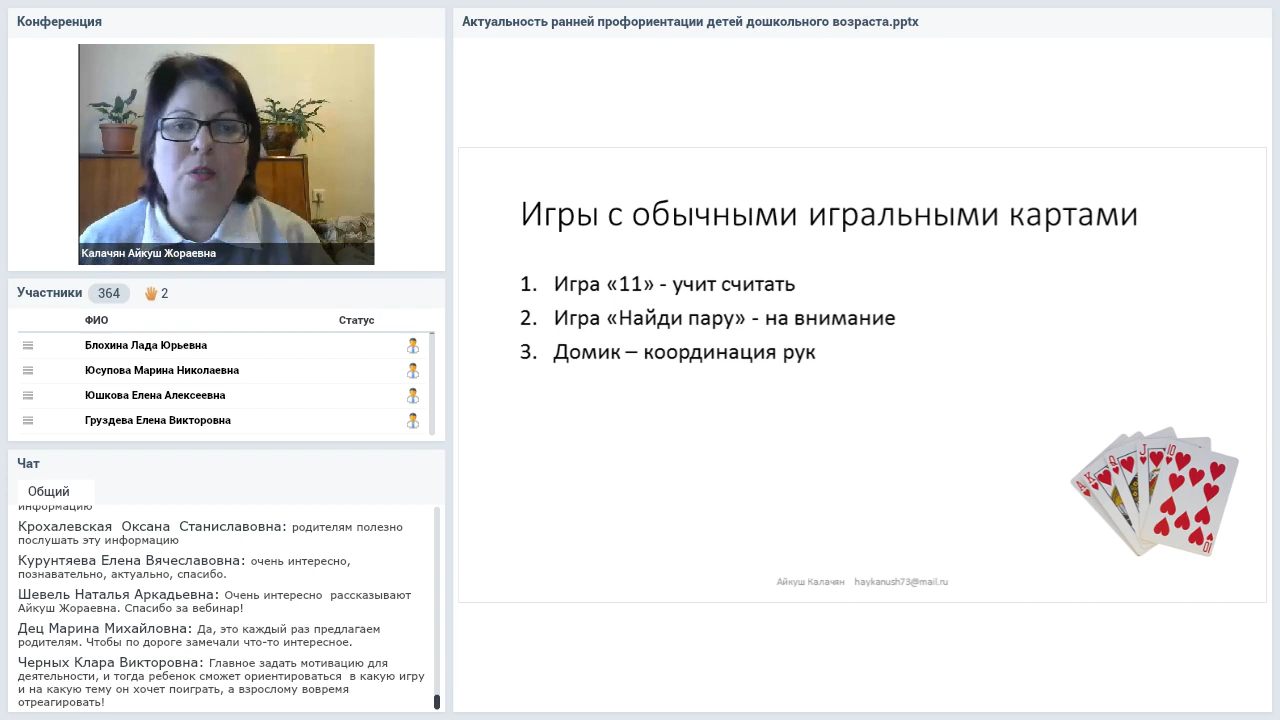 Конференция
Калачян Айкуш Жораевна
Участники 364 2
ФИО Статус
Блохина Лада Юрьевна
Юсупова Марина Николаевна
Юшкова Елена Алексеевна
Груздева Елена Викторовна
Чат
Общий
информацию
Крохалевская Оксана Станиславовна: родителям полезно
послушать эту информацию
Курунтяева Елена Вячеславовна: очень интересно,
познавательно, актуально, спасибо.
Шевель Наталья Аркадьевна: Очень интересно рассказывают
Айкуш Жораевна. Спасибо за вебинар!
Дец Марина Михайловна: Да, это каждый раз предлагаем
родителям. Чтобы по дороге замечали что-то интересное.
Черных Клара Викторовна: Главное задать мотивацию для
деятельности, и тогда ребенок сможет ориентироваться в какую игру
и на какую тему он хочет поиграть, а взрослому вовремя
отреагировать!
Актуальность ранней профориентации детей дошкольного возраста.pptx
Игры с обычными игральными картами
1. Игра «11» - учит считать
2. Игра «Найди пару» - на внимание
3. Домик – координация рук
A K Q J 10
10
Айкуш Калачян haykanush73@mail.ru